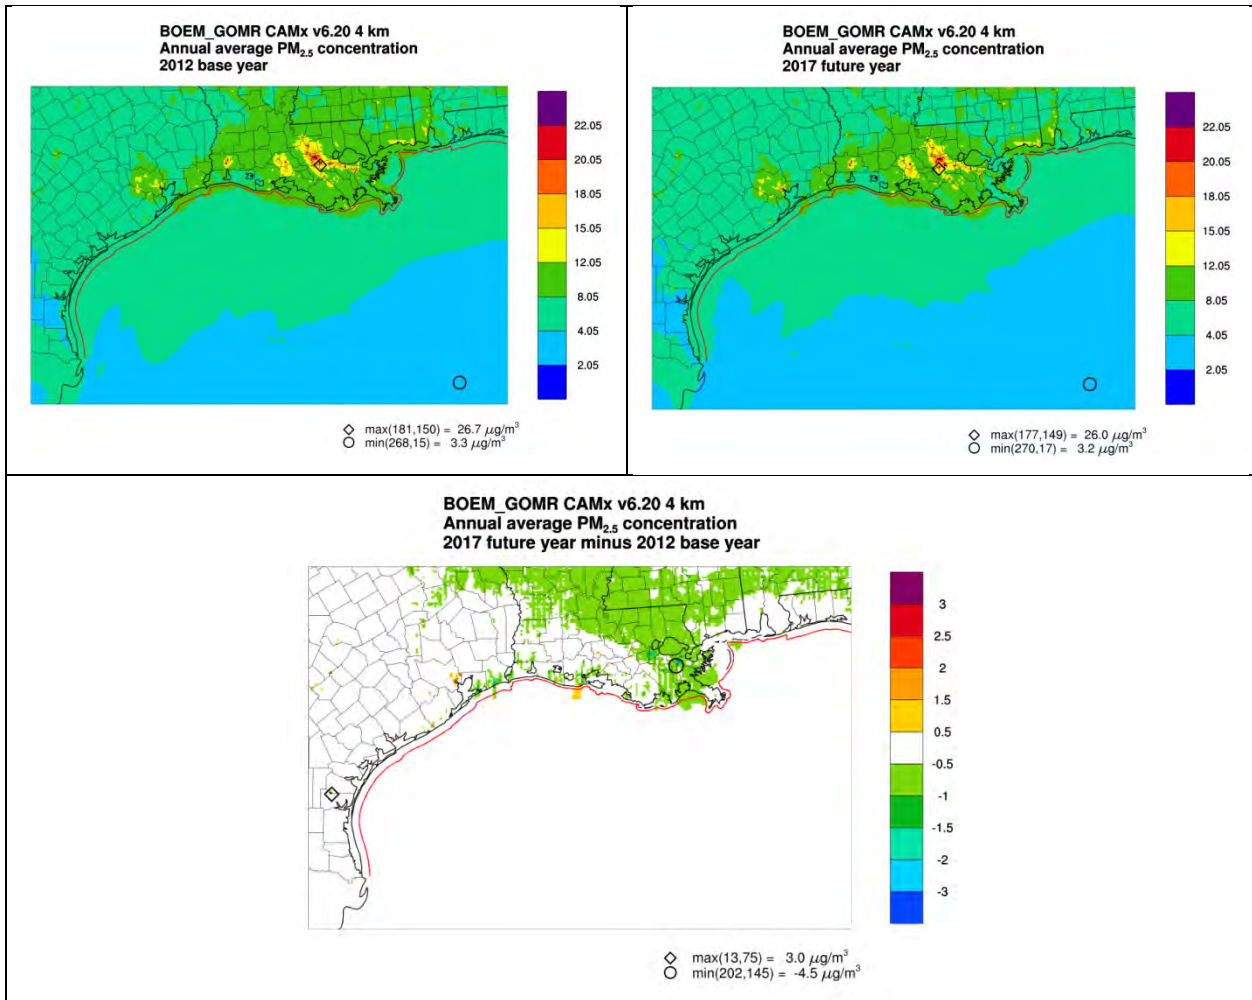 BOEM_GOMR CAMx v6.20 4 km
Annual average PM2.5 concentration
2012 base year
22.05
20.05
18.05
15.05
12.05
8.05
4.05
2.05
max(181,150) = 26.7 µg/m³
min(268,15) = 3.3 µg/m³
BOEM_GOMR CAMx v6.20 4 km
Annual average PM2.5 concentration
2017 future year
22.05
20.05
18.05
15.05
12.05
8.05
4.05
2.05
max(177,149) = 26.0 µg/m³
min(270,17) = 3.2 µg/m³
BOEM_GOMR CAMx v6.20 4 km
Annual average PM2.5 concentration
2017 future year minus 2012 base year
3
2.5
2
1.5
0.5
-0.5
-1
-1.5
-2
-3
max(13,75) = 3.0 µg/m³
min(202,145) = -4.5 µg/m³